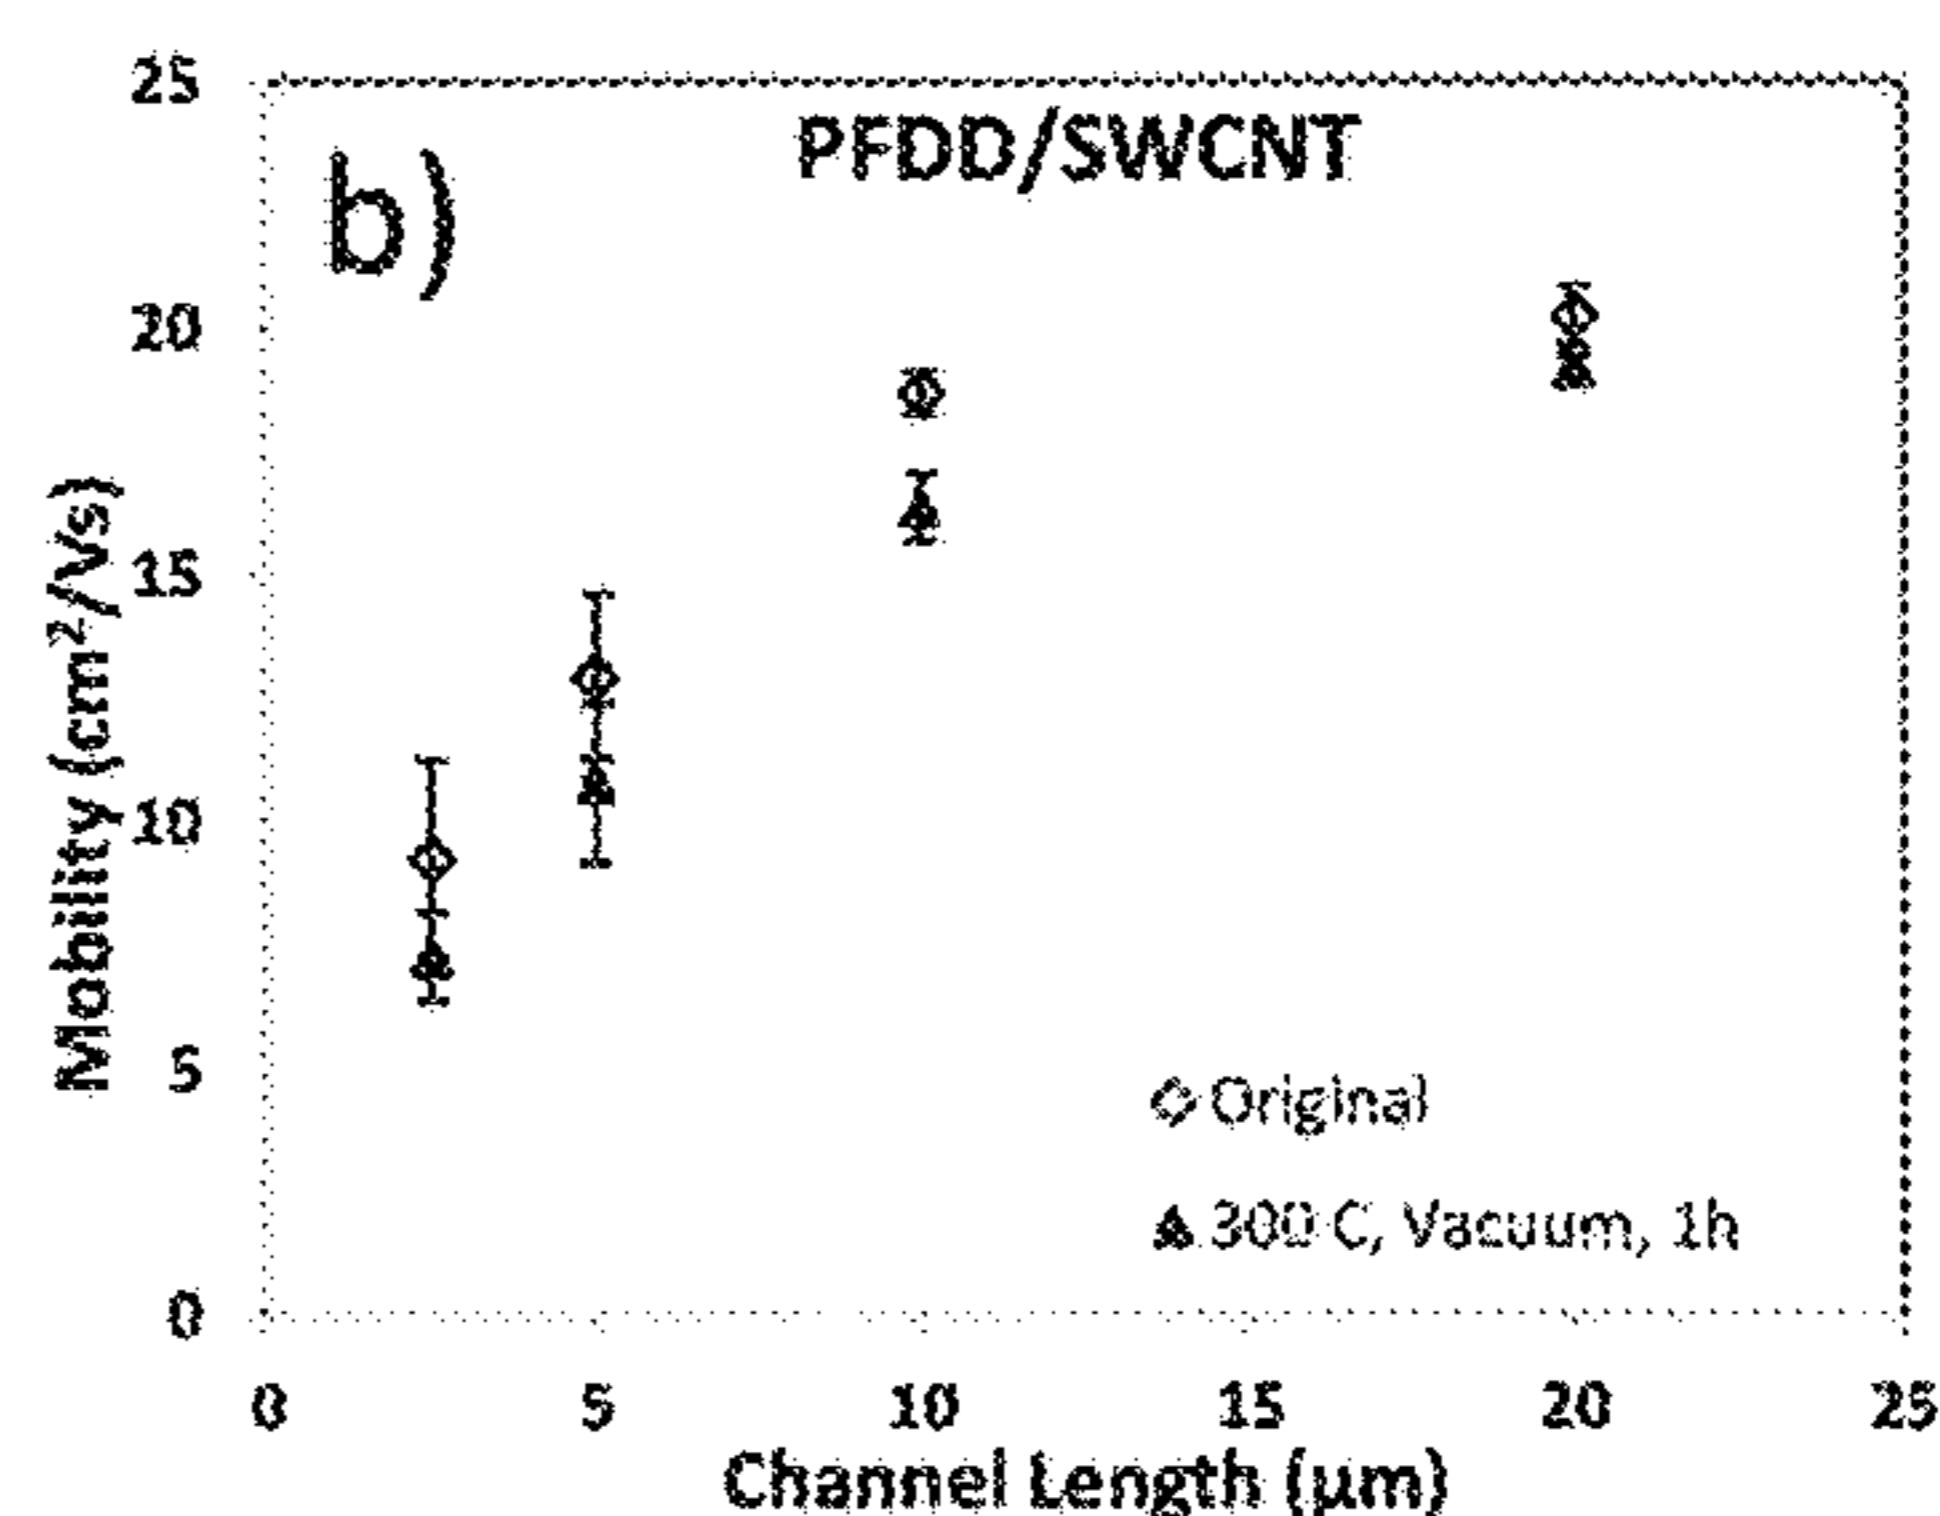 25
PFDD/SWCNT
b)
20
15
10
5
0
Mobility (cm²/Vs)
Original
300 C, Vacuum, 1h
0 5 10 15 20 25
Channel Length (μm)